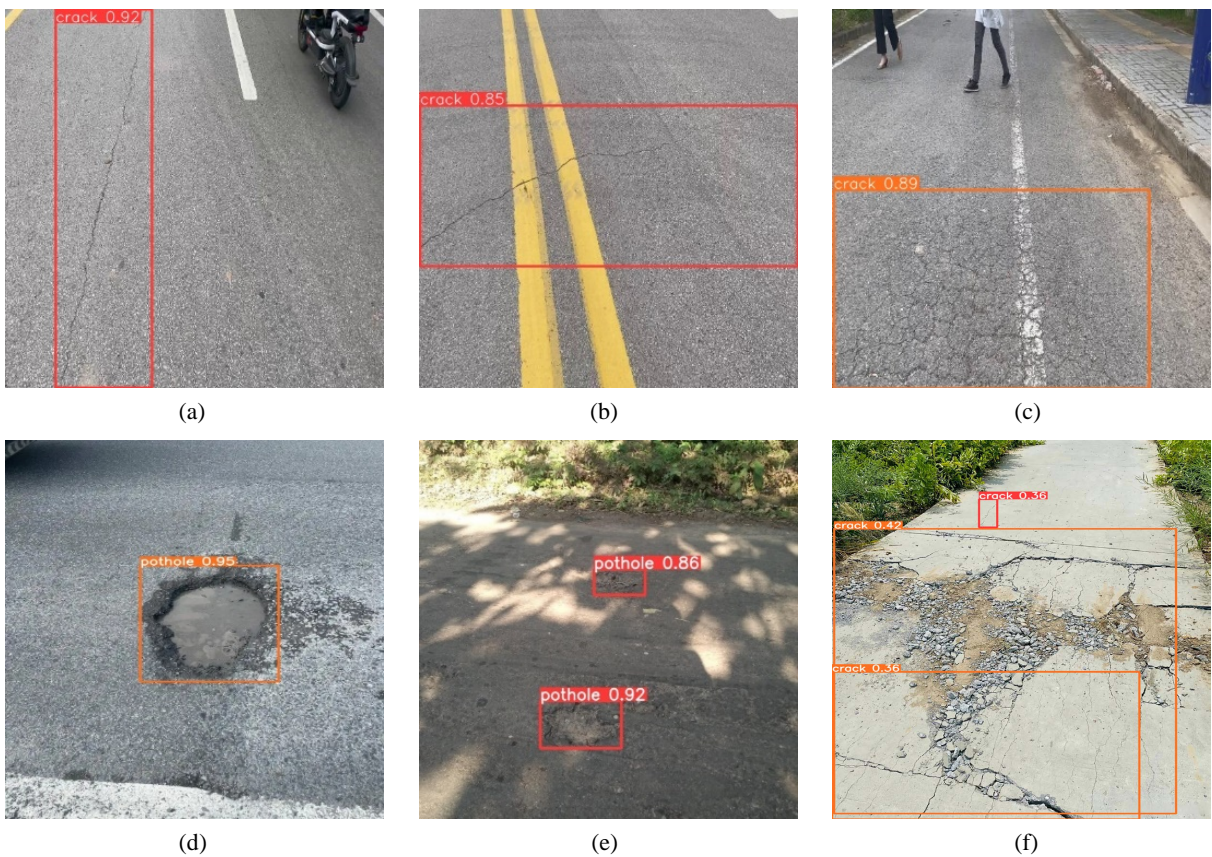 crack 0.92
crack 0.85
crack 0.89
(a)
(b)
(c)
pothole 0.95
pothole 0.86
pothole 0.92
crack 0.36
crack 0.42
crack 0.36
(d)
(e)
(f)